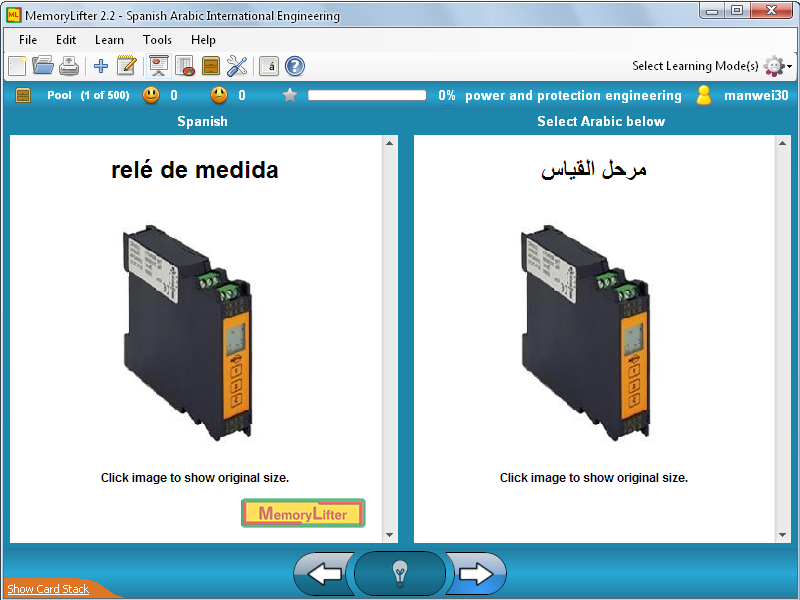 MemoryLifter 2.2 - Spanish Arabic International Engineering
File Edit Learn Tools Help
Select Learning Mode(s)
Pool (1 of 500) 0 0 0% power and protection engineering manwei30
Spanish
Select Arabic below
relé de medida
مرحل القياس
Click image to show original size.
Click image to show original size.
MemoryLifter
Show Card Stack